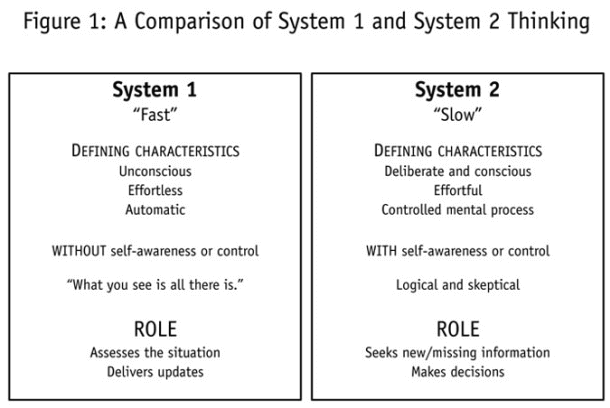 Figure 1: A Comparison of System 1 and System 2 Thinking
System 1
"Fast"
DEFINING CHARACTERISTICS
Unconscious
Effortless
Automatic
WITHOUT self-awareness or control
"What you see is all there is."
ROLE
Assesses the situation
Delivers updates
System 2
"Slow"
DEFINING CHARACTERISTICS
Deliberate and conscious
Effortful
Controlled mental process
WITH self-awareness or control
Logical and skeptical
ROLE
Seeks new/missing information
Makes decisions